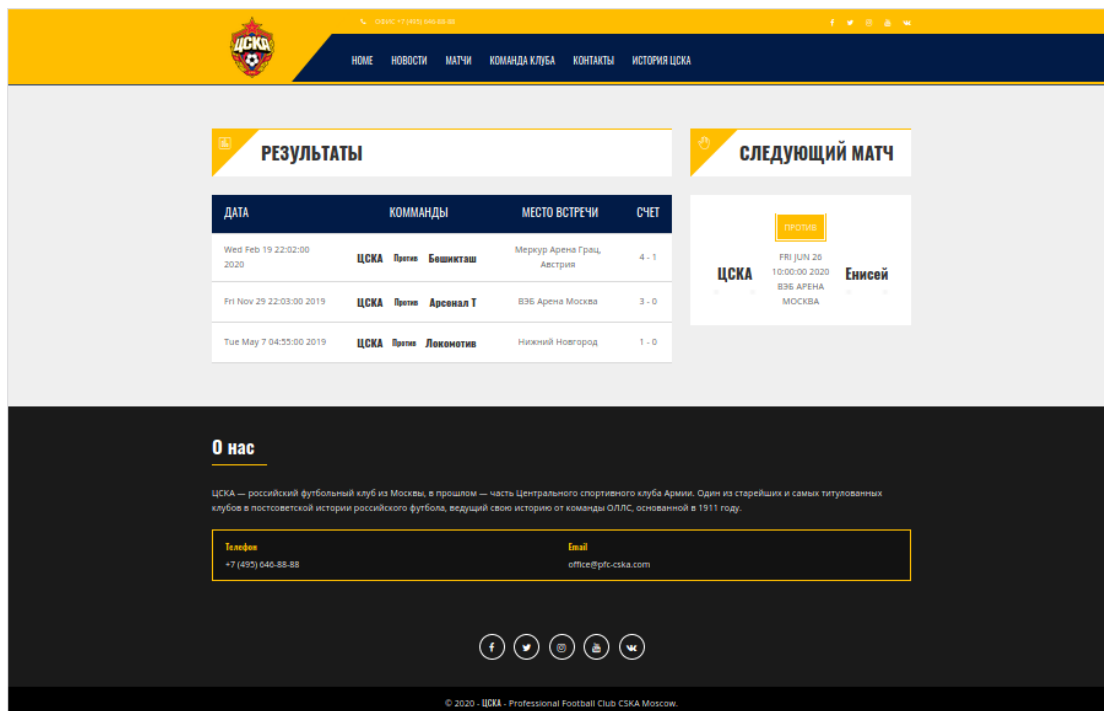 ОФИС +7 (495) 646-88-88
ЦСКА
HOME НОВОСТИ МАТЧИ КОМАНДА КЛУБА КОНТАКТЫ ИСТОРИЯ ЦСКА
РЕЗУЛЬТАТЫ
ДАТА КОММАНДЫ МЕСТО ВСТРЕЧИ СЧЕТ
Wed Feb 19 22:02:00
2020
ЦСКА Против Бешикташ
Меркур Арена Грац,
Австрия
4 - 1
Fri Nov 29 22:03:00 2019 ЦСКА Против Арсенал Т ВЭБ Арена Москва 3 - 0
Tue May 7 04:55:00 2019 ЦСКА Против Локомотив Нижний Новгород 1 - 0
СЛЕДУЮЩИЙ МАТЧ
ПРОТИВ
ЦСКА
FRI JUN 26
10:00:00 2020
ВЭБ АРЕНА
МОСКВА
Енисей
О нас
ЦСКА — российский футбольный клуб из Москвы, в прошлом — часть Центрального спортивного клуба Армии. Один из старейших и самых титулованных
клубов в постсоветской истории российского футбола, ведущий свою историю от команды ОЛЛС, основанной в 1911 году.
Телефон Email
+7 (495) 646-88-88 office@pfc-cska.com
© 2020 - ЦСКА - Professional Football Club CSKA Moscow.